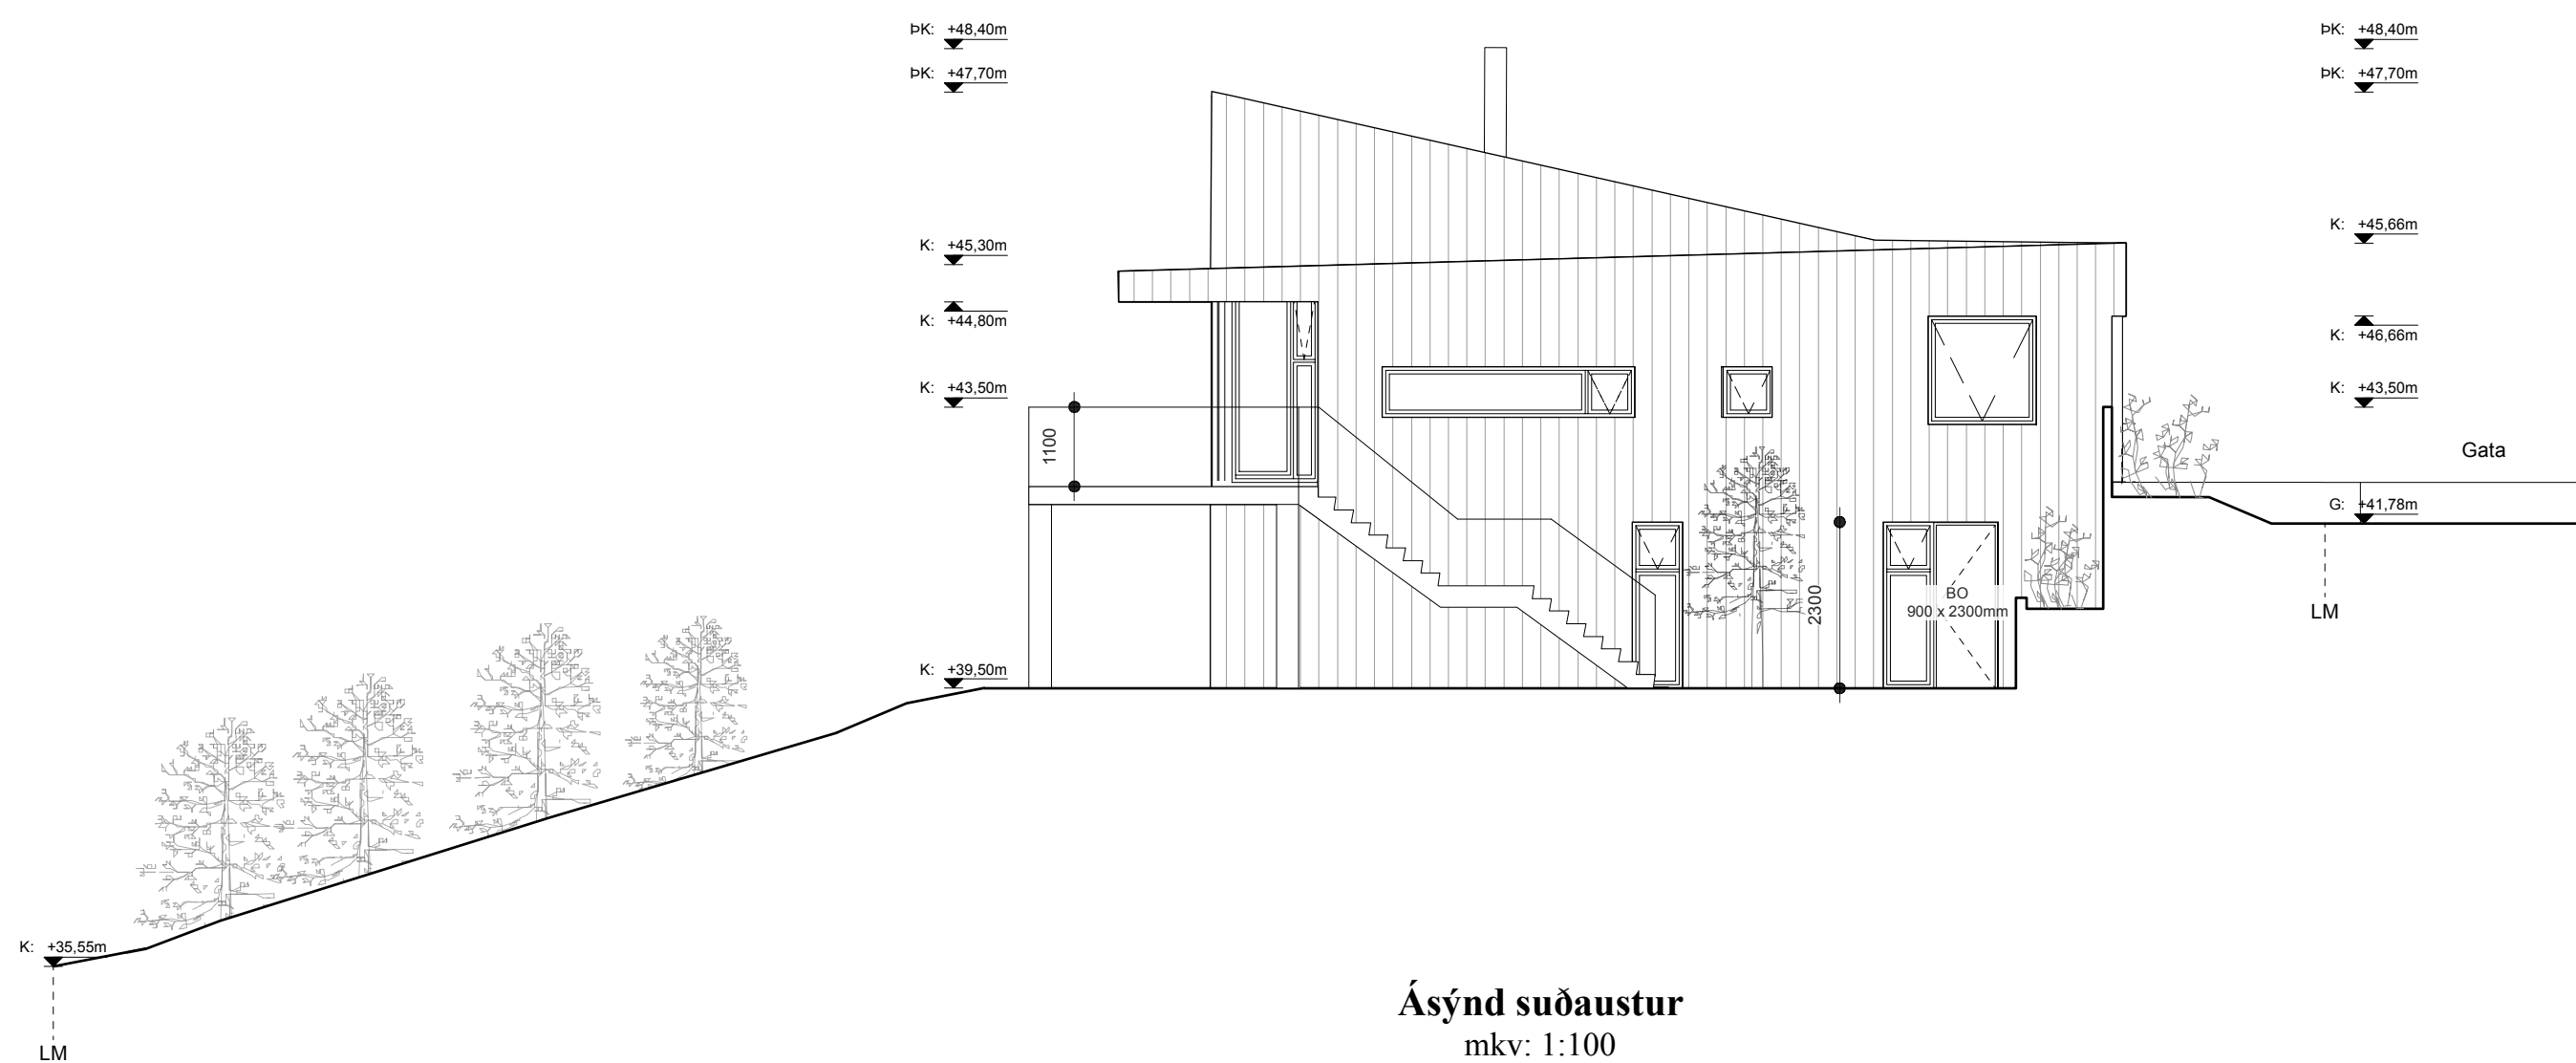 ÞK: +48,40m
ÞK: +48,40m
ÞK: +47,70m
ÞK: +47,70m
K: +45,66m
K: +45,30m
K: +44,80m
K: +46,66m
K: +43,50m
K: +43,50m
1100
Gata
G: +41,78m
2300
BO
900 x 2300mm
LM
K: +39,50m
K: +35,55m
LM
Ásýnd suðaustur
mkv: 1:100